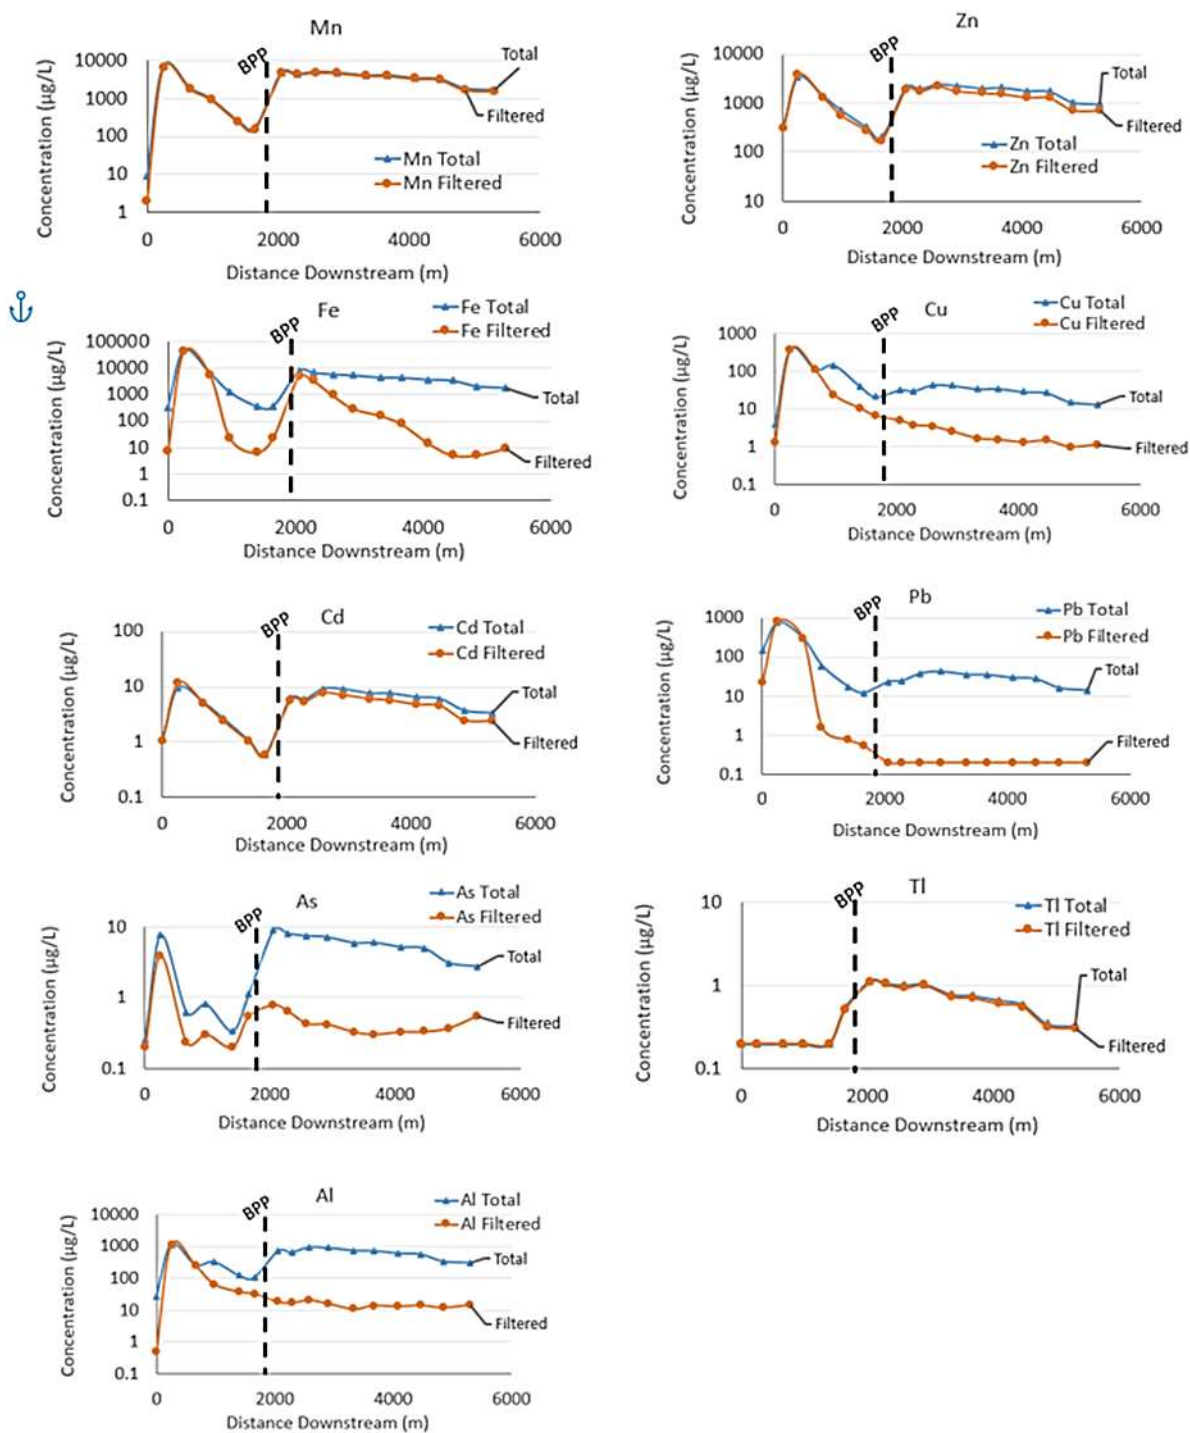 Mn
Concentration (µg/L)
10000
1000
100
10
1
BPP
Total
Filtered
Mn Total
Mn Filtered
0 2000 4000 6000
Distance Downstream (m)
Zn
Concentration (µg/L)
10000
1000
100
10
BPP
Total
Filtered
Zn Total
Zn Filtered
0 2000 4000 6000
Distance Downstream (m)
Fe
Fe Total
Fe Filtered
Concentration (µg/L)
100000
10000
1000
100
10
1
0.1
BPP
Total
Filtered
0 2000 4000 6000
Distance Downstream (m)
Cu
Cu Total
Cu Filtered
Concentration (µg/L)
1000
100
10
1
0.1
BPP
Total
Filtered
0 2000 4000 6000
Distance Downstream (m)
Cd
Cd Total
Cd Filtered
Concentration (µg/L)
100
10
1
0.1
BPP
Total
Filtered
0 2000 4000 6000
Distance Downstream (m)
Pb
Pb Total
Pb Filtered
Concentration (µg/L)
1000
100
10
1
0.1
BPP
Total
Filtered
0 2000 4000 6000
Distance Downstream (m)
As
As Total
As Filtered
Concentration (µg/L)
10
1
0.1
BPP
Total
Filtered
0 2000 4000 6000
Distance Downstream (m)
Tl
Tl Total
Tl Filtered
Concentration (µg/L)
10
1
0.1
BPP
Total
Filtered
0 2000 4000 6000
Distance Downstream (m)
Al
Al Total
Al Filtered
Concentration (µg/L)
10000
1000
100
10
1
0.1
BPP
Total
Filtered
0 2000 4000 6000
Distance Downstream (m)